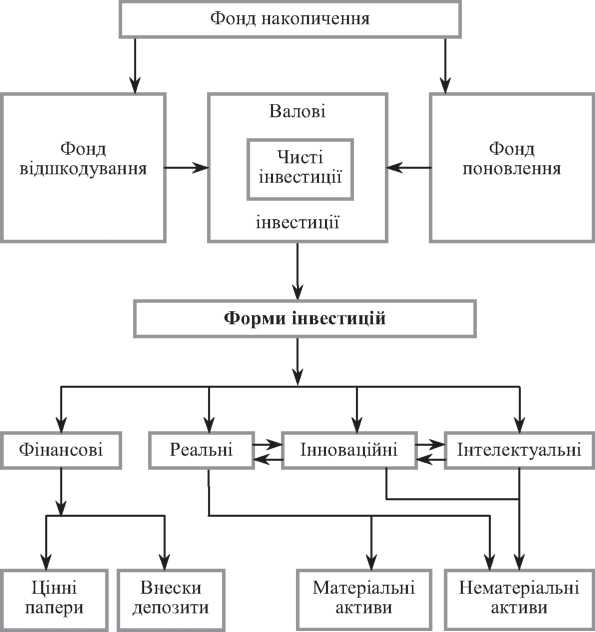 Фонд накопичення
Фонд
відшкодування
Валові
Чисті
інвестиції
інвестиції
Фонд
поновлення
Форми інвестицій
Фінансові
Реальні
Інноваційні
Інтелектуальні
Цінні
папери
Внески
депозити
Матеріальні
активи
Нематеріальні
активи